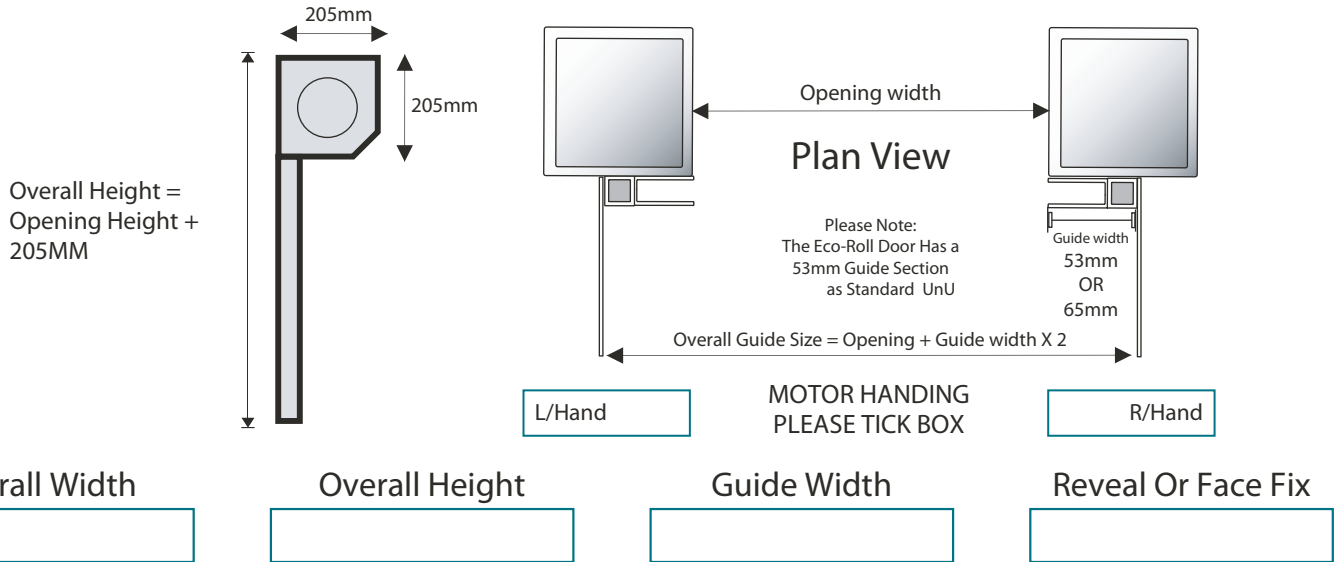 205mm
205mm
Overall Height =
Opening Height +
205MM
Opening width
Plan View
Please Note:
The Eco-Roll Door Has a
53mm Guide Section
as Standard UnU
Guide width
53mm
OR
65mm
Overall Guide Size = Opening + Guide width X 2
L/Hand
MOTOR HANDING
PLEASE TICK BOX
R/Hand
rall Width
Overall Height
Guide Width
Reveal Or Face Fix